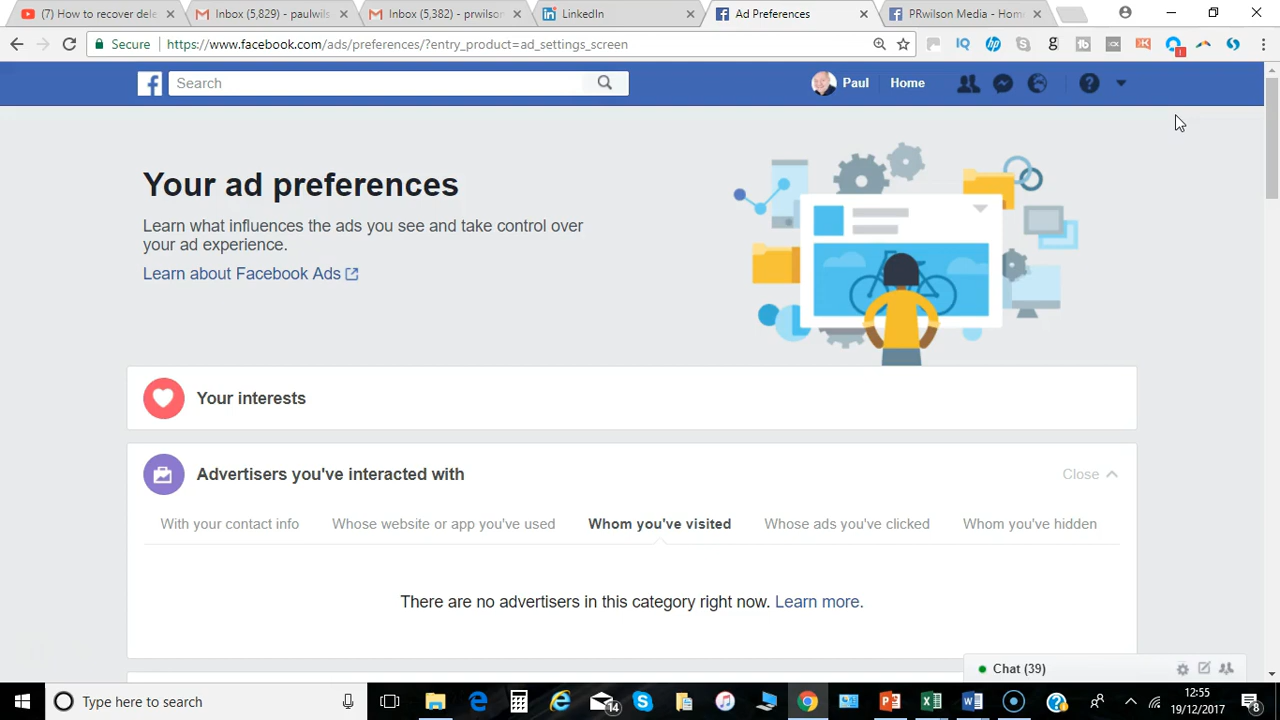 (7) How to recover dele
Inbox (5,829) - paulwils
Inbox (5,382) - prwilson
LinkedIn
Ad Preferences
PRwilson Media - Home
Secure
https://www.facebook.com/ads/preferences/?entry_product=ad_settings_screen
Search
Paul
Home
Your ad preferences
Learn what influences the ads you see and take control over
your ad experience.
Learn about Facebook Ads
Your interests
Advertisers you've interacted with
Close
With your contact info
Whose website or app you've used
Whom you've visited
Whose ads you've clicked
Whom you've hidden
There are no advertisers in this category right now. Learn more.
Chat (39)
Type here to search
14
12:55
19/12/2017
8